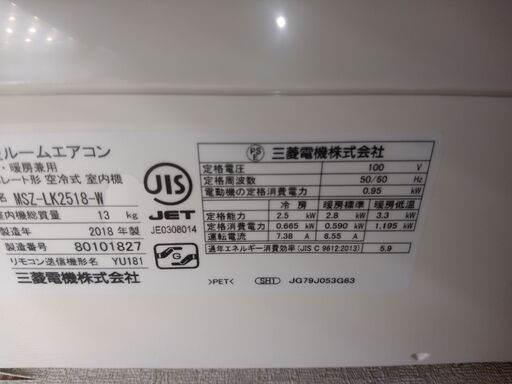 ルームエアコン
・暖房兼用
レート形 空冷式 室内機
名 MSZ-LK2518-W
室内機総質量 13 kg
製造年 2018 年
製造番号 80101827
リモコン送信機形名 YU181
三菱電機株式会社
JIS
JET
JE0308014
G
PS E 三菱電機株式会社
定格電圧 100 V
定格周波数 50/60 Hz
電動機の定格消費電力 0.95 kW
冷 房 暖房標準 暖房低温
定格能力 2.5 kW 2.8 kW 3.3 kW
定格消費電力 0.665 kW 0.590 kW 1.195 kW
運転電流 7.38 A 6.55 A
通年エネルギー消費効率(JIS C 9612:2013) 5.9
>PET< SHI JG79J053G63